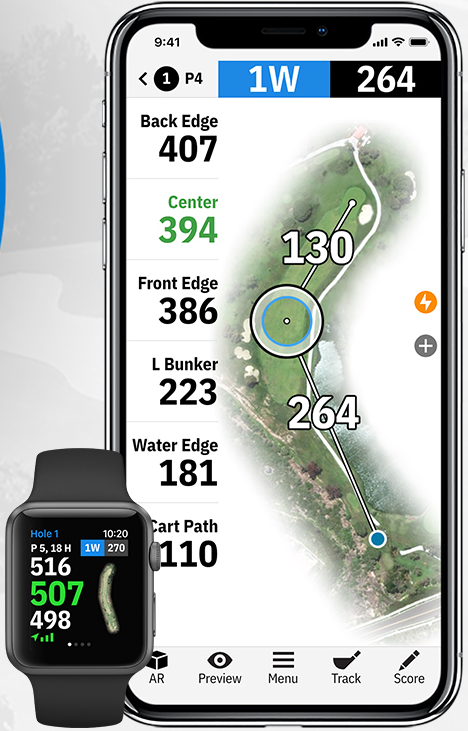 9:41
1 P4 1W 264
Back Edge
407
Center
394
Front Edge
386
L Bunker
223
Water Edge
181
Cart Path
110
130
264
AR Preview Menu Track Score
Hole 1 10:20
P 5, 18 H 1W 270
516
507
498